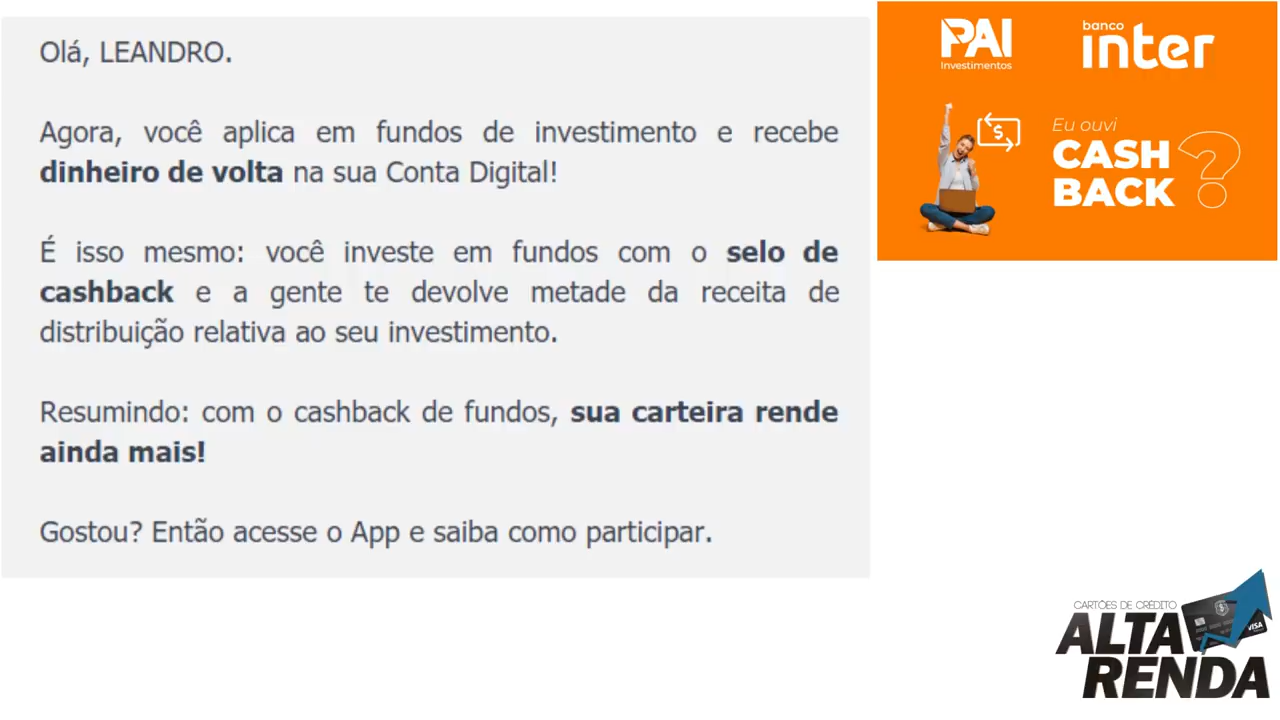 Olá, LEANDRO.
Agora, você aplica em fundos de investimento e recebe
dinheiro de volta na sua Conta Digital!
É isso mesmo: você investe em fundos com o selo de
cashback e a gente te devolve metade da receita de
distribuição relativa ao seu investimento.
Resumindo: com o cashback de fundos, sua carteira rende
ainda mais!
Gostou? Então acesse o App e saiba como participar.
PAI
Investimentos
banco
inter
Eu ouvi
CASH
BACK
?
CARTÕES DE CRÉDITO
ALTA
RENDA
VISA